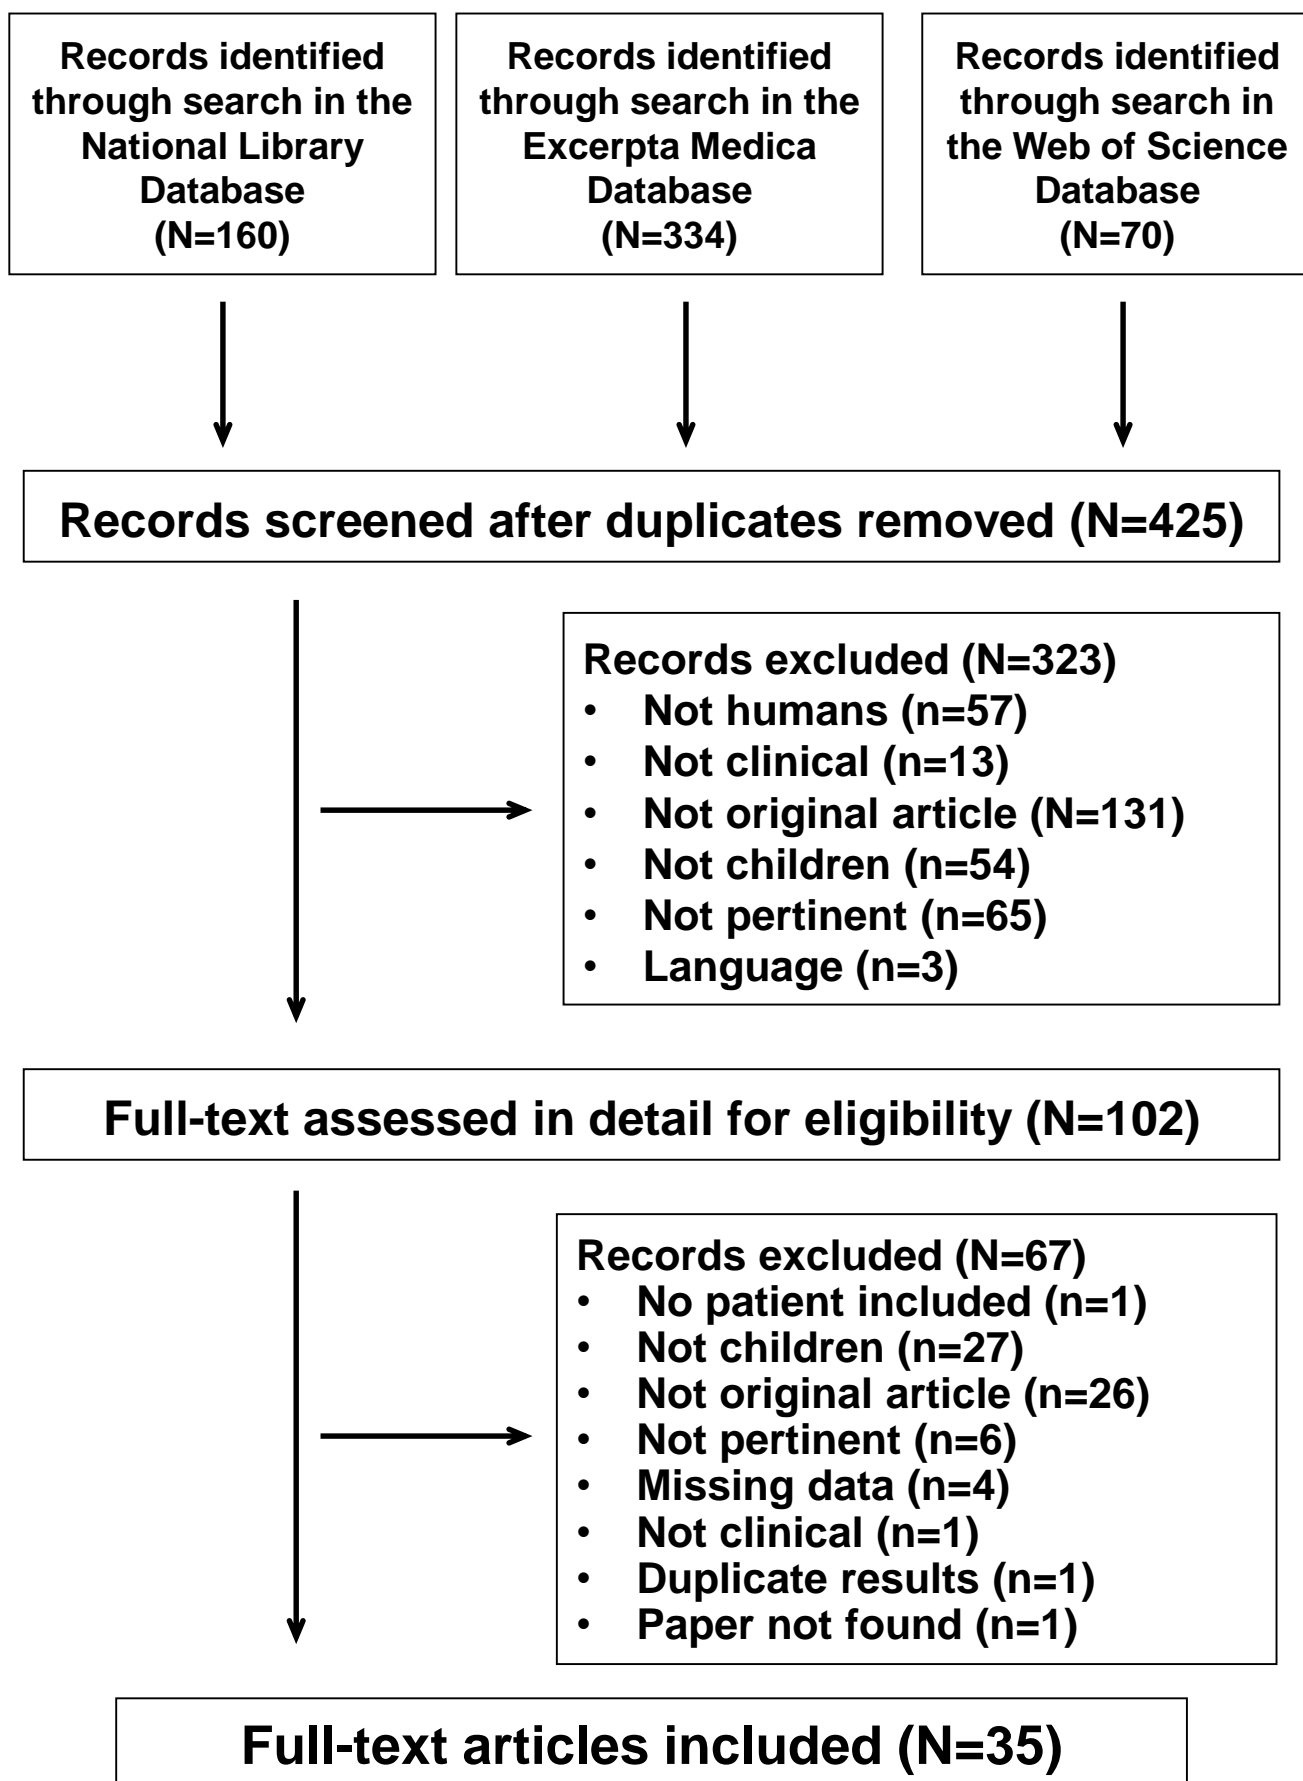 Records identified
through search in the
National Library
Database
(N=160)
Records identified
through search in the
Excerpta Medica
Database
(N=334)
Records identified
through search in
the Web of Science
Database
(N=70)
Records screened after duplicates removed (N=425)
Records excluded (N=323)
• Not humans (n=57)
• Not clinical (n=13)
• Not original article (N=131)
• Not children (n=54)
• Not pertinent (n=65)
• Language (n=3)
Full-text assessed in detail for eligibility (N=102)
Records excluded (N=67)
• No patient included (n=1)
• Not children (n=27)
• Not original article (n=26)
• Not pertinent (n=6)
• Missing data (n=4)
• Not clinical (n=1)
• Duplicate results (n=1)
• Paper not found (n=1)
Full-text articles included (N=35)